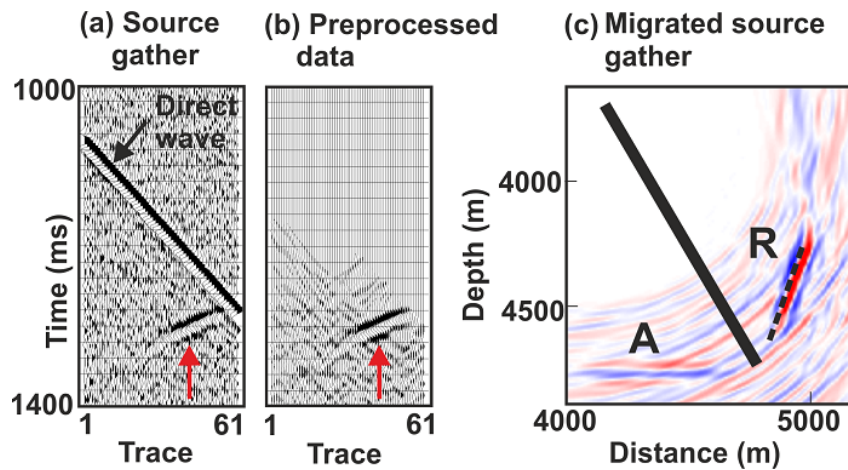 (a) Source gather
(b) Preprocessed data
(c) Migrated source gather
1000
Direct wave
Time (ms)
1400
1
61
Trace
1
61
Trace
R
A
Depth (m)
4000
4500
4000
5000
Distance (m)